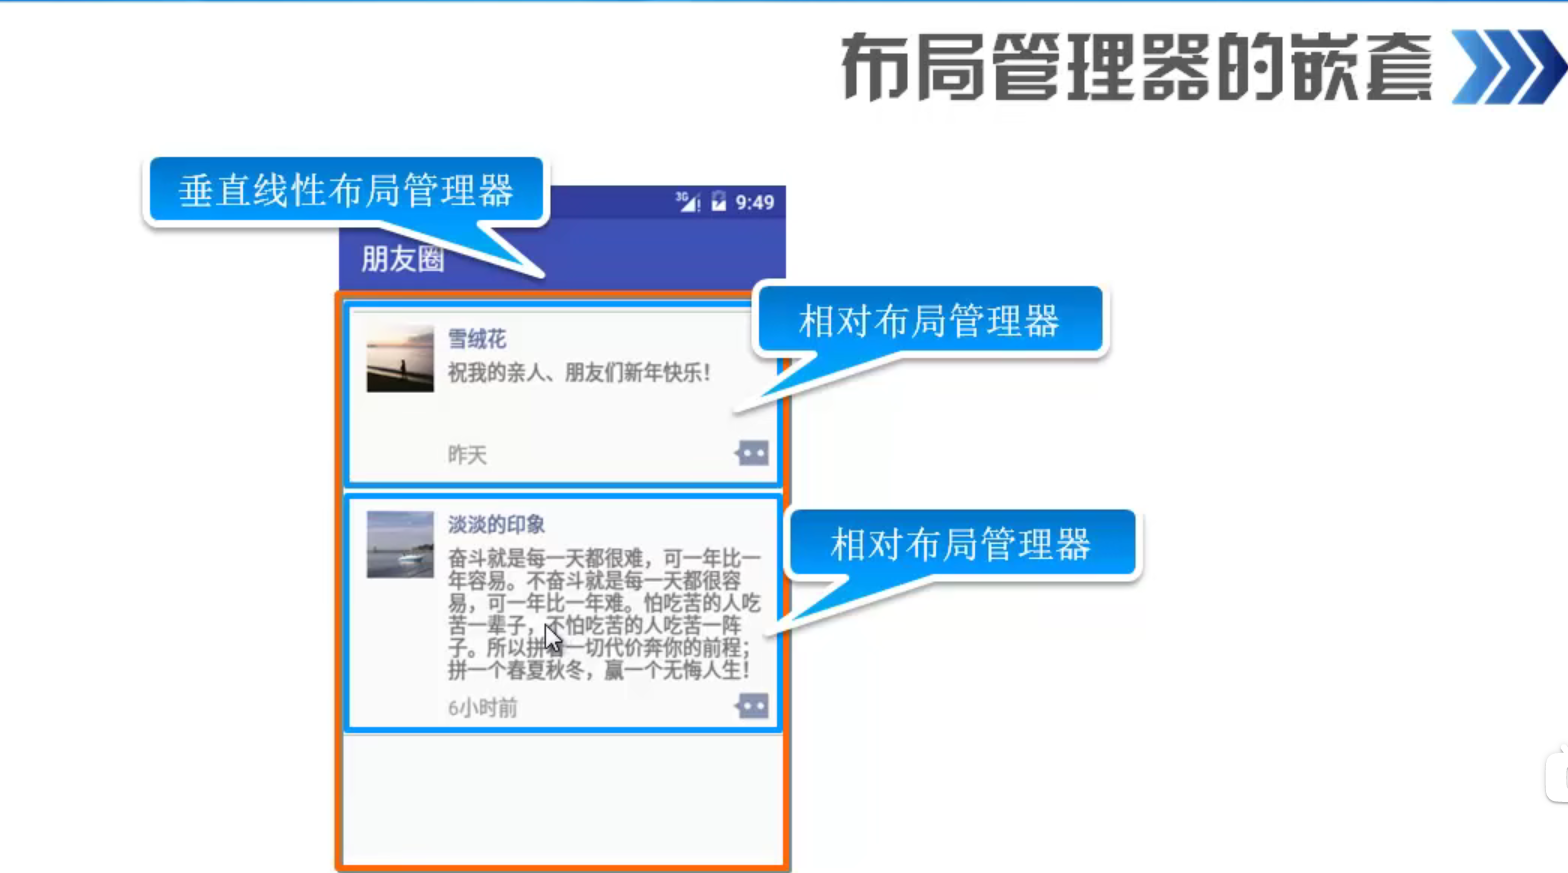 布局管理器的嵌套
垂直线性布局管理器
3G 9:49
朋友圈
相对布局管理器
雪绒花
祝我的亲人、朋友们新年快乐！
昨天
相对布局管理器
淡淡的印象
奋斗就是每一天都很难，可一年比一
年容易。不奋斗就是每一天都很容
易，可一年比一年难。怕吃苦的人吃
苦一辈子，不怕吃苦的人吃苦一阵
子。所以拼着一切代价奔你的前程；
拼一个春夏秋冬，赢一个无悔人生！
6小时前